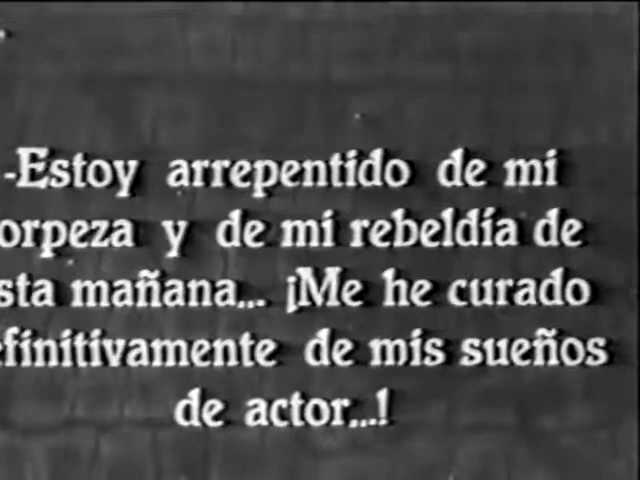 -Estoy arrepentido de mi
orpeza y de mi rebeldía de
sta mañana... ¡Me he curado
efinitivamente de mis sueños
de actor...!